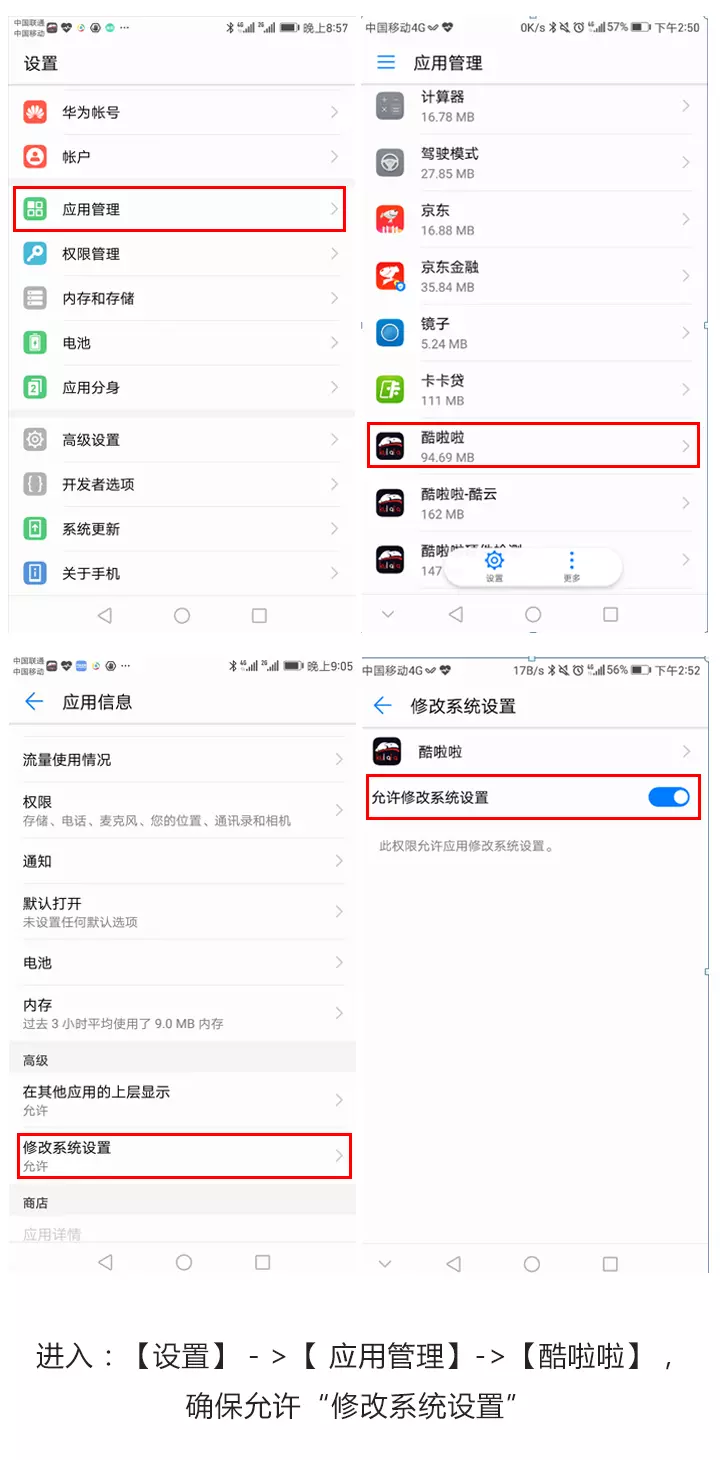 中国联通
中国移动
晚上8:57
设置
华为帐号
帐户
应用管理
权限管理
内存和存储
电池
应用分身
高级设置
开发者选项
系统更新
关于手机
中国移动4G
0K/s 57% 下午2:50
应用管理
计算器
16.78 MB
驾驶模式
27.85 MB
京东
16.88 MB
京东金融
35.84 MB
镜子
5.24 MB
卡卡贷
111 MB
酷啦啦
94.69 MB
酷啦啦-酷云
162 MB
酷啦啦硬件检测
147
设置
更多
中国联通
中国移动
晚上9:05
应用信息
流量使用情况
权限
存储、电话、麦克风、您的位置、通讯录和相机
通知
默认打开
未设置任何默认选项
电池
内存
过去 3 小时平均使用了 9.0 MB 内存
高级
在其他应用的上层显示
允许
修改系统设置
允许
商店
应用详情
中国移动4G
17B/s 56% 下午2:52
修改系统设置
酷啦啦
允许修改系统设置
此权限允许应用修改系统设置。
进入：【设置】 - >【 应用管理】->【酷啦啦】，
确保允许“修改系统设置”